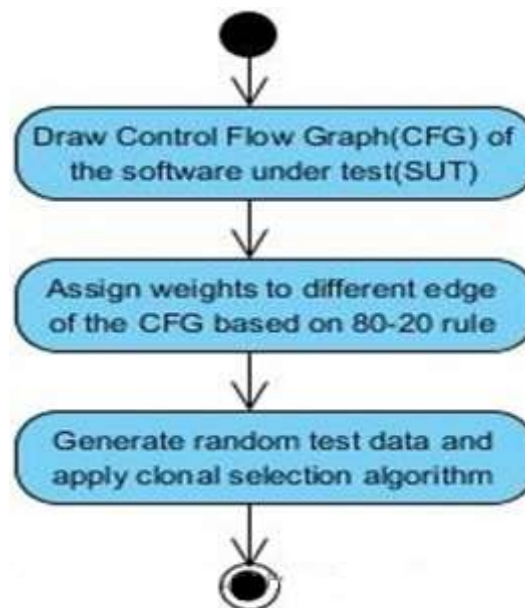 Draw Control Flow Graph(CFG) of
the software under test(SUT)
Assign weights to different edge
of the CFG based on 80-20 rule
Generate random test data and
apply clonal selection algorithm